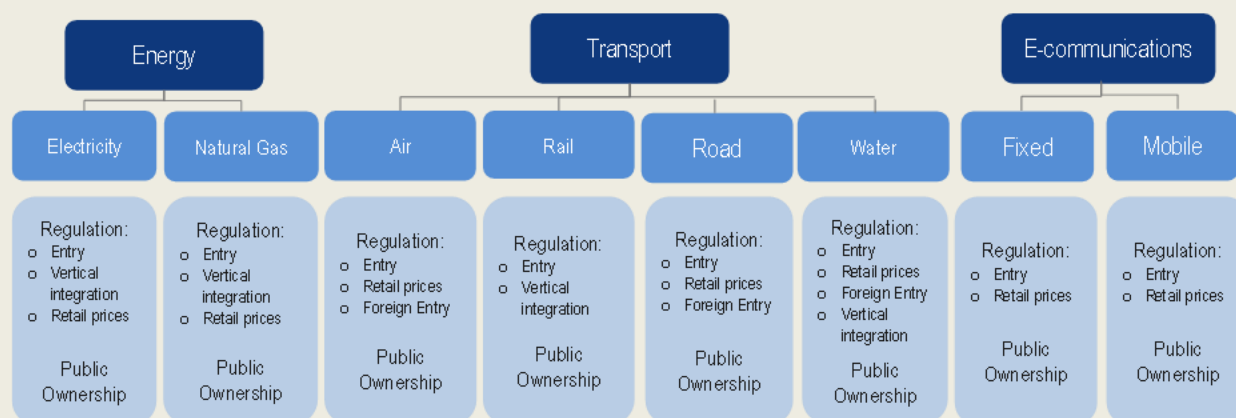 Energy
Transport
E-communications
Electricity
Natural Gas
Air
Rail
Road
Water
Fixed
Mobile
Regulation:
o Entry
o Vertical
integration
o Retail prices
Public
Ownership
Regulation:
o Entry
o Vertical
integration
o Retail prices
Public
Ownership
Regulation:
o Entry
o Retail prices
o Foreign Entry
Public
Ownership
Regulation:
o Entry
o Vertical
integration
Public
Ownership
Regulation:
o Entry
o Retail prices
o Foreign Entry
Public
Ownership
Regulation:
o Entry
o Retail prices
o Foreign Entry
o Vertical
integration
Public
Ownership
Regulation:
o Entry
o Retail prices
Public
Ownership
Regulation:
o Entry
o Retail prices
Public
Ownership